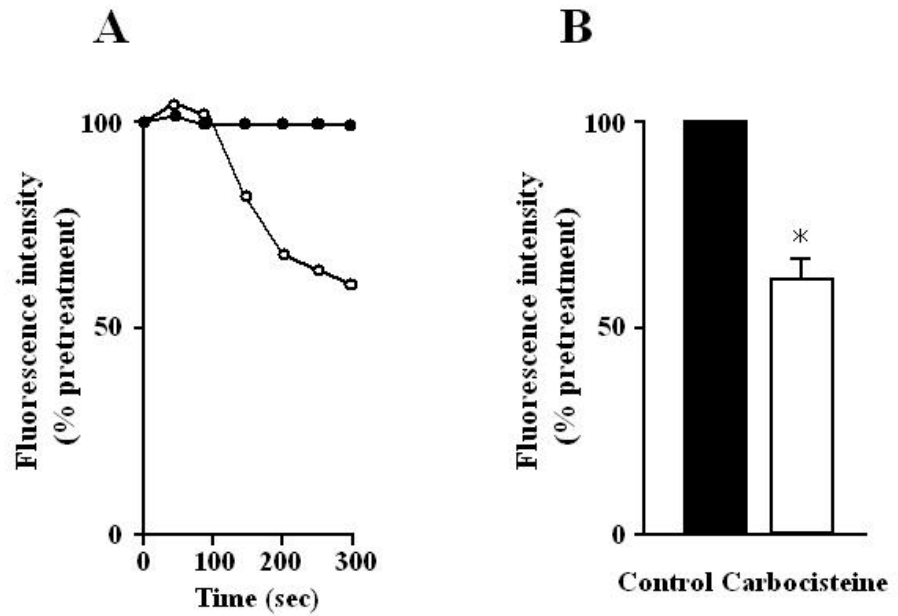 A
Fluorescence intensity
(% pretreatment)
100
50
0
0 100 200 300
Time (sec)
B
Fluorescence intensity
(% pretreatment)
100
50
0
*
Control Carbocisteine